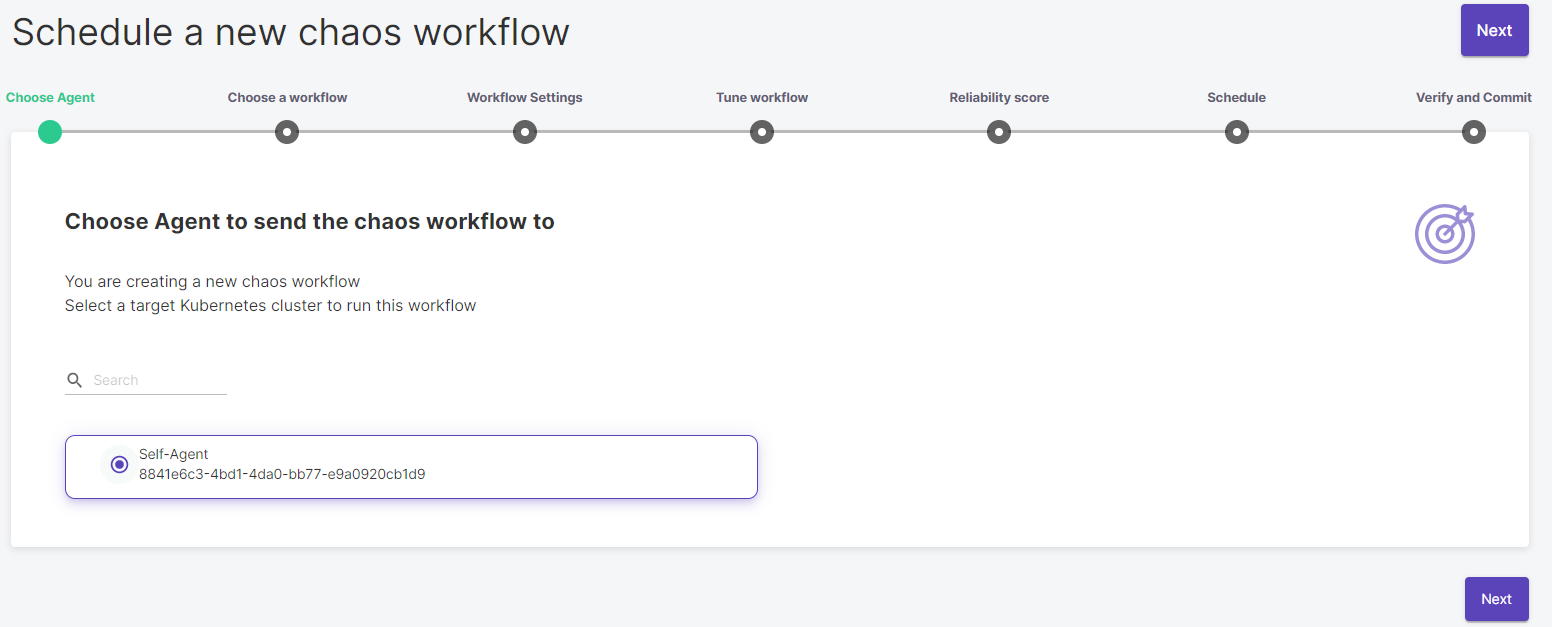 Schedule a new chaos workflow
Next
Choose Agent
Choose a workflow
Workflow Settings
Tune workflow
Reliability score
Schedule
Verify and Commit
Choose Agent to send the chaos workflow to
You are creating a new chaos workflow
Select a target Kubernetes cluster to run this workflow
Search
Self-Agent
8841e6c3-4bd1-4da0-bb77-e9a0920cb1d9
Next